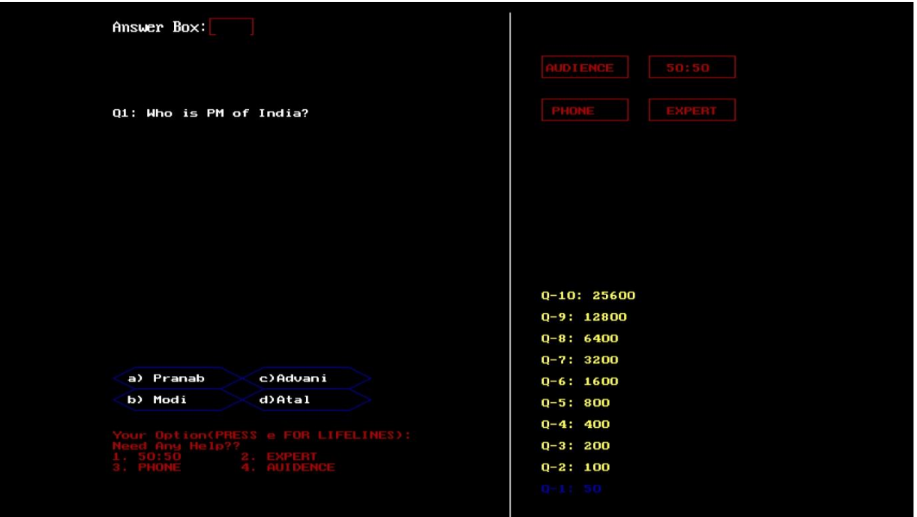 Answer Box:
Q1: Who is PM of India?
a) Pranab c)Advani
b) Modi d)Atal
Your Option(PRESS e FOR LIFELINES):
Need Any Help??
1. 50:50 2. EXPERT
3. PHONE 4. AUIDENCE
AUDIENCE 50:50
PHONE EXPERT
Q-10: 25600
Q-9: 12800
Q-8: 6400
Q-7: 3200
Q-6: 1600
Q-5: 800
Q-4: 400
Q-3: 200
Q-2: 100
Q-1: 50